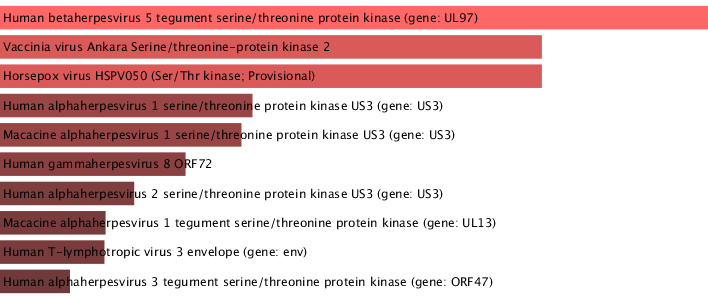 Human betaherpesvirus 5 tegument serine/threonine protein kinase (gene: UL97)
Vaccinia virus Ankara Serine/threonine-protein kinase 2
Horsepox virus HSPV050 (Ser/Thr kinase; Provisional)
Human alphaherpesvirus 1 serine/threonine protein kinase US3 (gene: US3)
Macacine alphaherpesvirus 1 serine/threonine protein kinase US3 (gene: US3)
Human gammaherpesvirus 8 ORF72
Human alphaherpesvirus 2 serine/threonine protein kinase US3 (gene: US3)
Macacine alphaherpesvirus 1 tegument serine/threonine protein kinase (gene: UL13)
Human T-lymphotropic virus 3 envelope (gene: env)
Human alphaherpesvirus 3 tegument serine/threonine protein kinase (gene: ORF47)